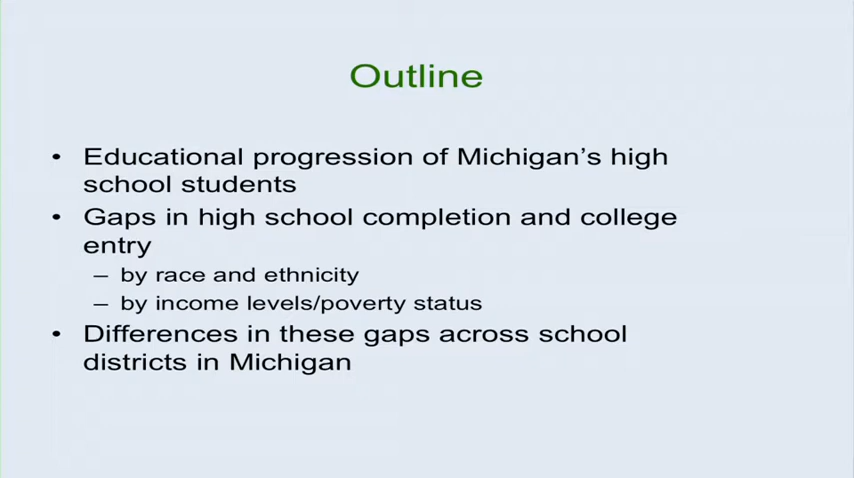 Outline
• Educational progression of Michigan’s high
school students
• Gaps in high school completion and college
entry
– by race and ethnicity
– by income levels/poverty status
• Differences in these gaps across school
districts in Michigan